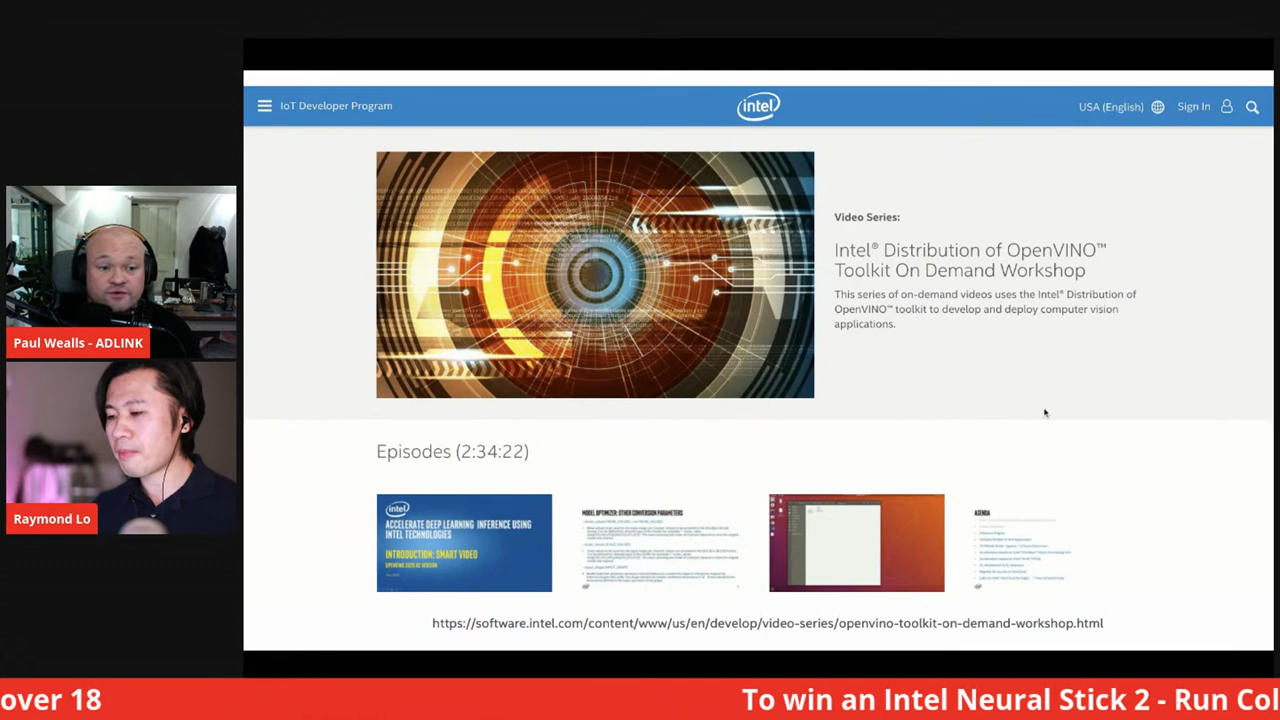 IoT Developer Program
intel
USA (English)
Sign In
Video Series:
Intel® Distribution of OpenVINO™
Toolkit On Demand Workshop
This series of on-demand videos uses the Intel® Distribution of
OpenVINO™ toolkit to develop and deploy computer vision
applications.
Paul Wealls - ADLINK
Raymond Lo
Episodes (2:34:22)
intel
ACCELERATE DEEP LEARNING INFERENCE USING
INTEL TECHNOLOGIES
INTRODUCTION: SMART VIDEO
MODEL OPTIMIZER: OTHER CONVERSION PARAMETERS
AGENDA
https://software.intel.com/content/www/us/en/develop/video-series/openvino-toolkit-on-demand-workshop.html
over 18
To win an Intel Neural Stick 2 - Run Col